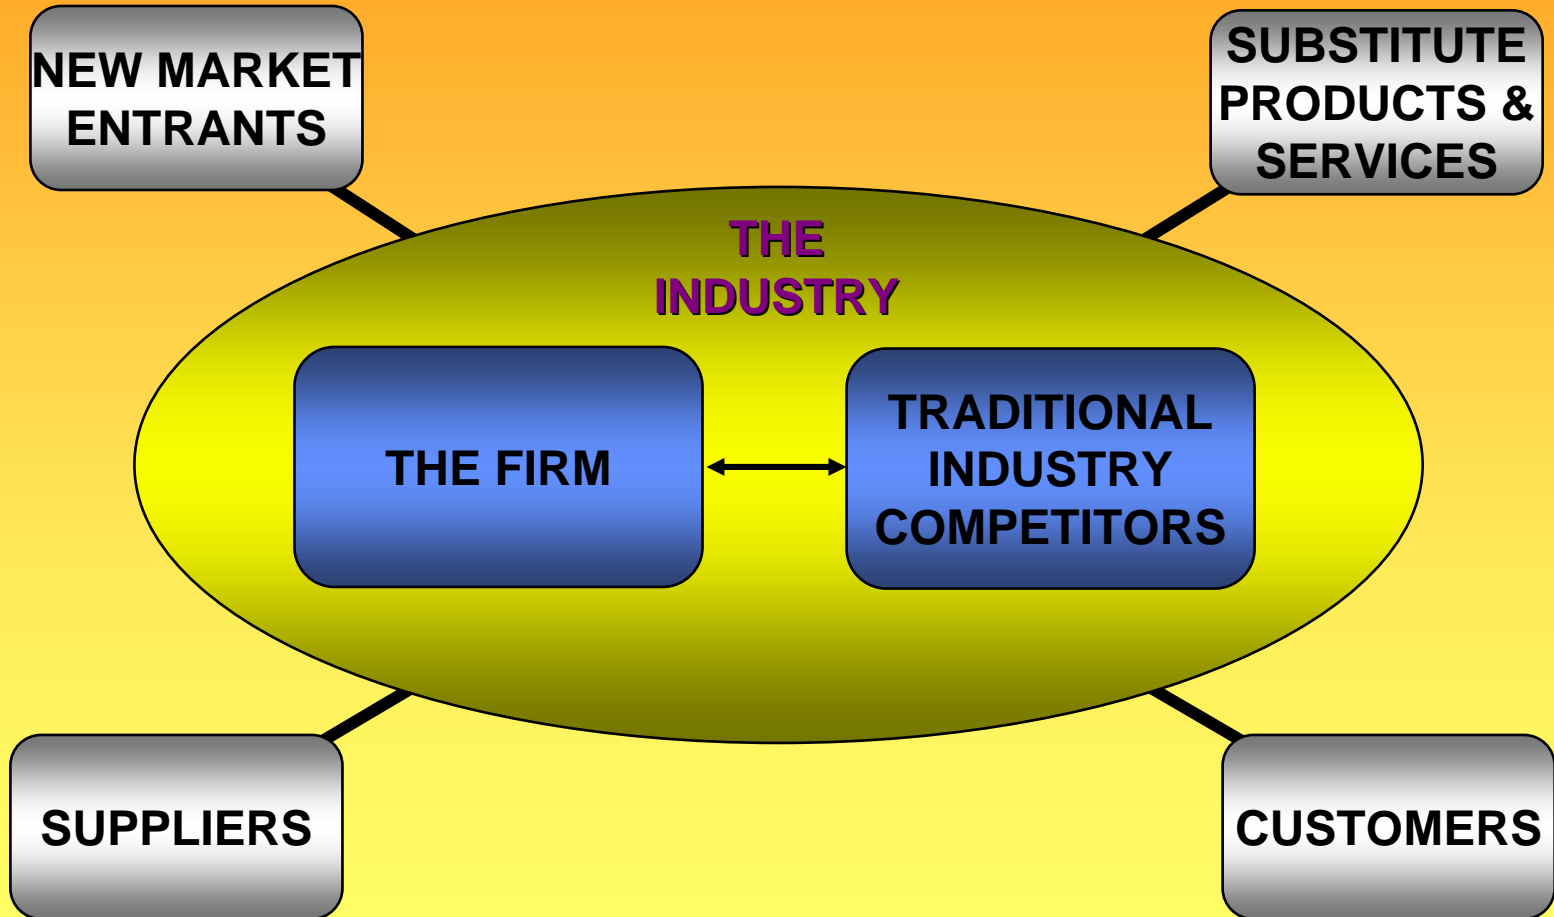 NEW MARKET
ENTRANTS
SUBSTITUTE
PRODUCTS &
SERVICES
THE
INDUSTRY
THE FIRM
TRADITIONAL
INDUSTRY
COMPETITORS
SUPPLIERS
CUSTOMERS